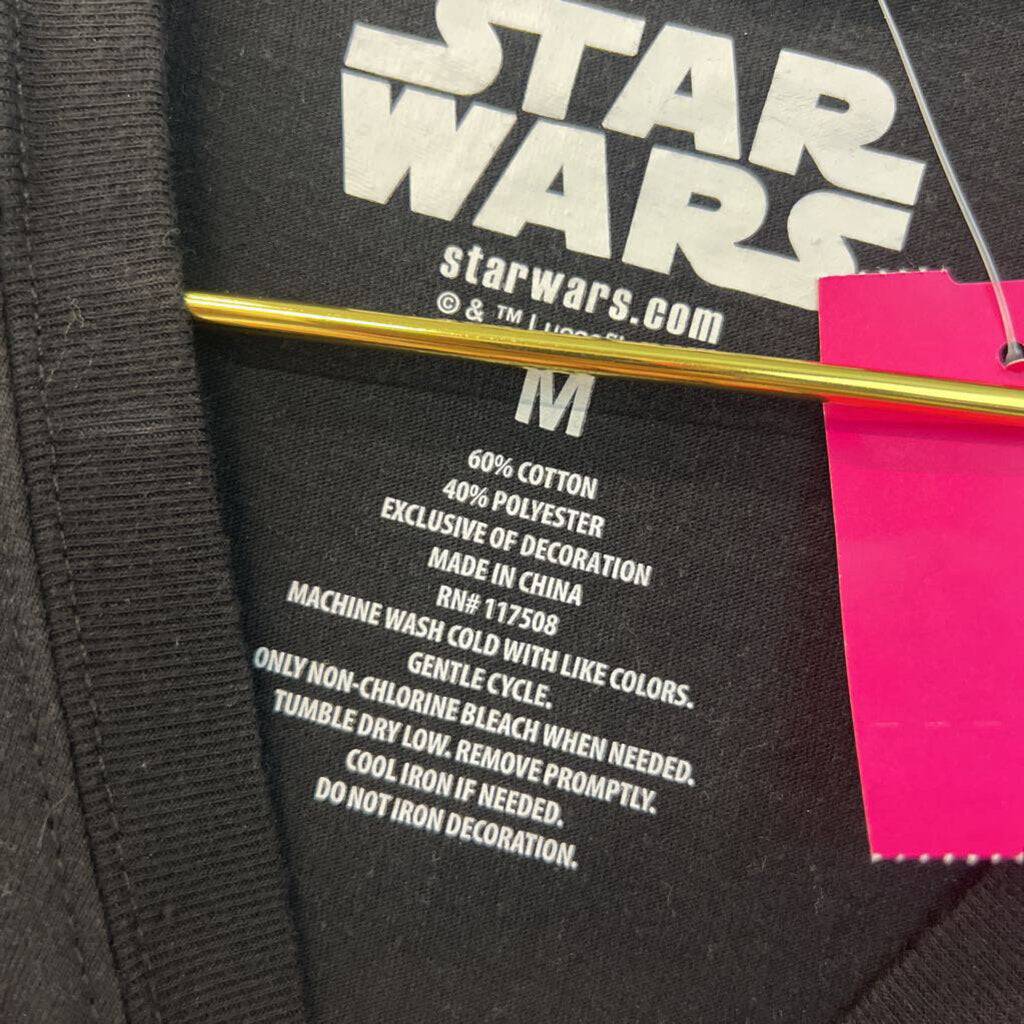 STAR
WARS
starwars.com
© & ™ |
M
60% COTTON
40% POLYESTER
EXCLUSIVE OF DECORATION
MADE IN CHINA
RN# 117508
MACHINE WASH COLD WITH LIKE COLORS.
GENTLE CYCLE.
ONLY NON-CHLORINE BLEACH WHEN NEEDED.
TUMBLE DRY LOW. REMOVE PROMPTLY.
COOL IRON IF NEEDED.
DO NOT IRON DECORATION.